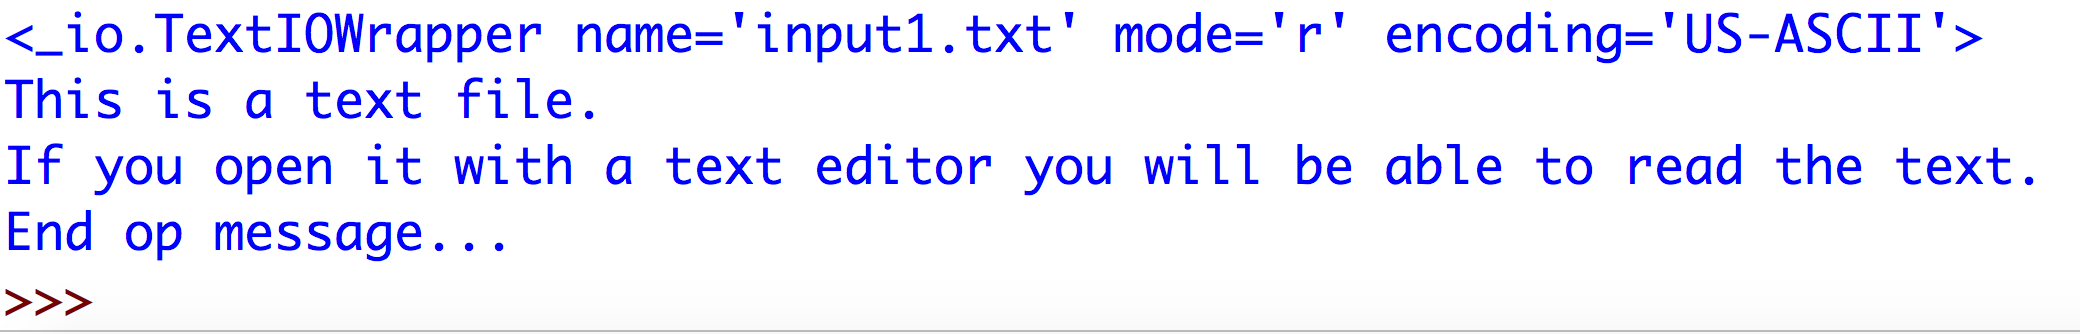 <_io.TextIOWrapper name='input1.txt' mode='r' encoding='US-ASCII'>
This is a text file.
If you open it with a text editor you will be able to read the text.
End op message...
>>>